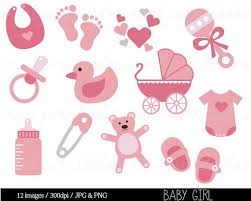 12 images / 300dpi / JPG & PNG
BABY GIRL